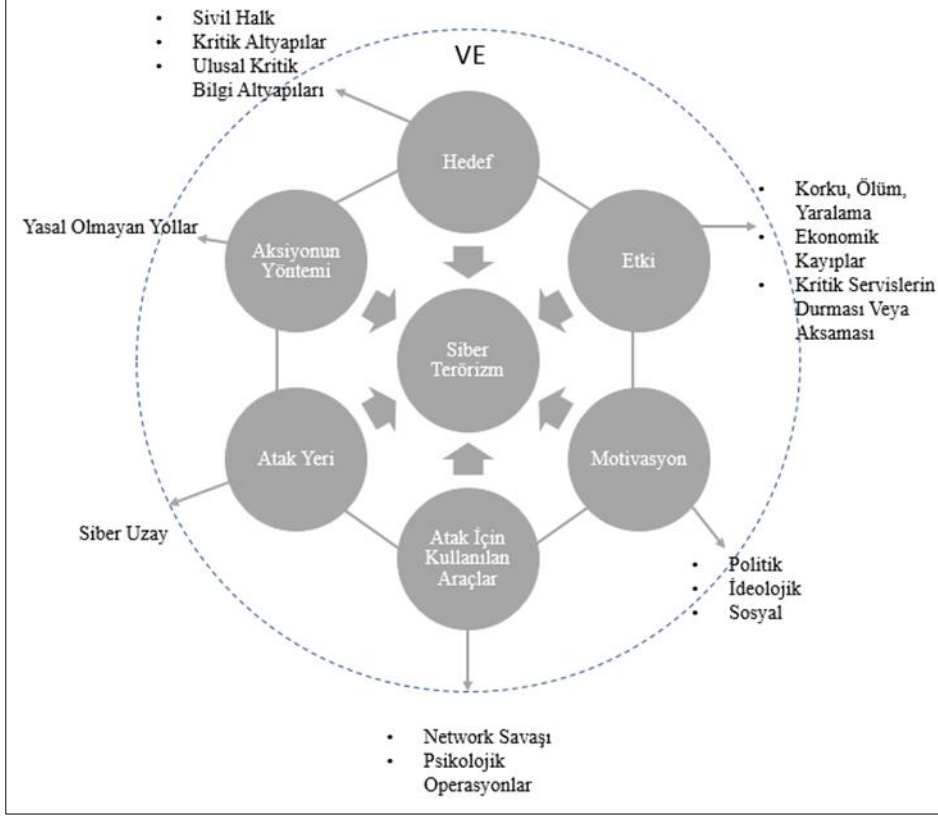 • Sivil Halk
• Kritik Altyapılar
• Ulusal Kritik
Bilgi Altyapıları
VE
Hedef
• Korku, Ölüm,
Yaralama
• Ekonomik
Kayıplar
• Kritik Servislerin
Durması Veya
Aksaması
Etki
Yasal Olmayan Yollar
Aksiyonun
Yöntemi
Siber
Terörizm
Atak Yeri
Siber Uzay
Motivasyon
• Politik
• İdeolojik
• Sosyal
Atak İçin
Kullanılan
Araçlar
• Network Savaşı
• Psikolojik
Operasyonlar